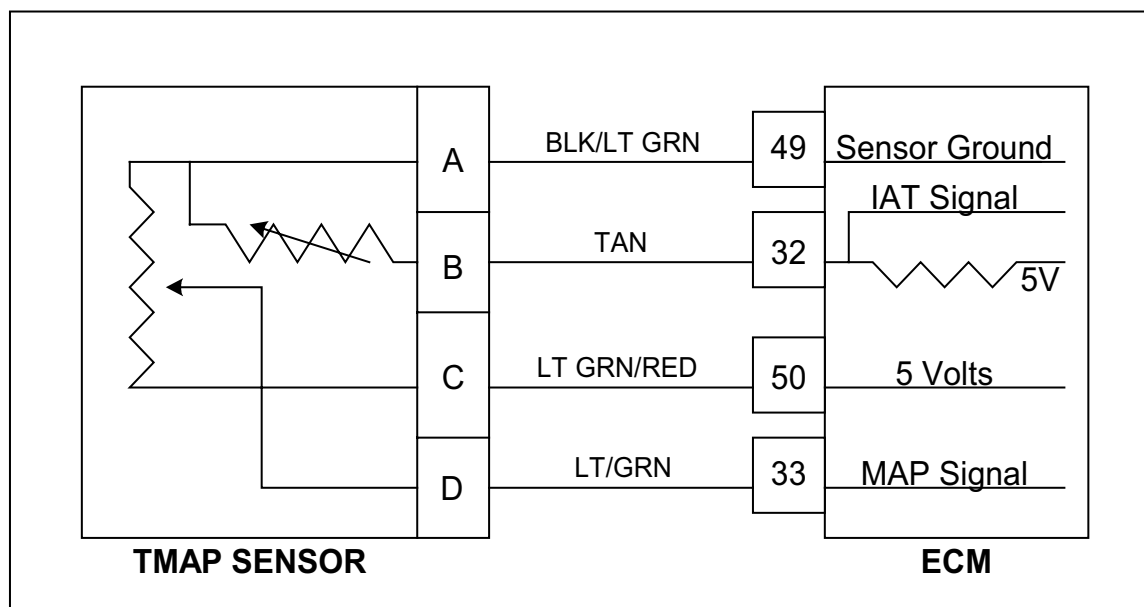 A BLK/LT GRN 49 Sensor Ground
IAT Signal
B TAN 32
5V
C LT GRN/RED 50 5 Volts
D LT/GRN 33 MAP Signal
TMAP SENSOR ECM